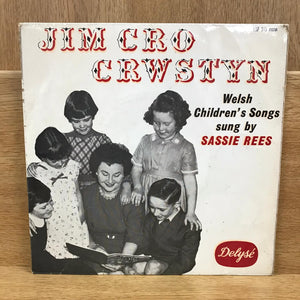 JIM CRO
CRWSTYN
Welsh
Children's Songs
sung by
SASSIE REES
Delysé